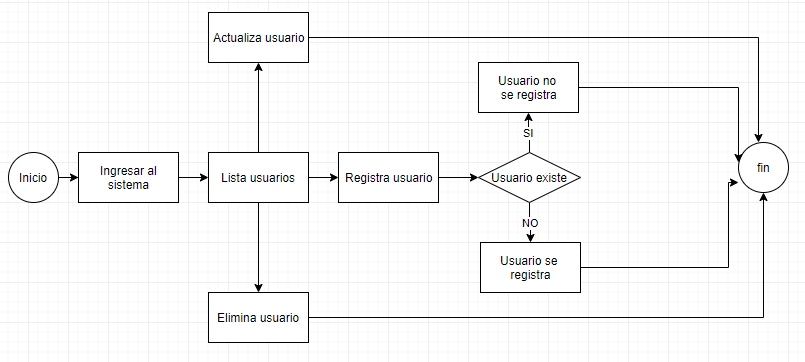 Actualiza usuario
Usuario no
se registra
SI
Inicio
Ingresar al
sistema
Lista usuarios
Registra usuario
Usuario existe
fin
NO
Usuario se
registra
Elimina usuario